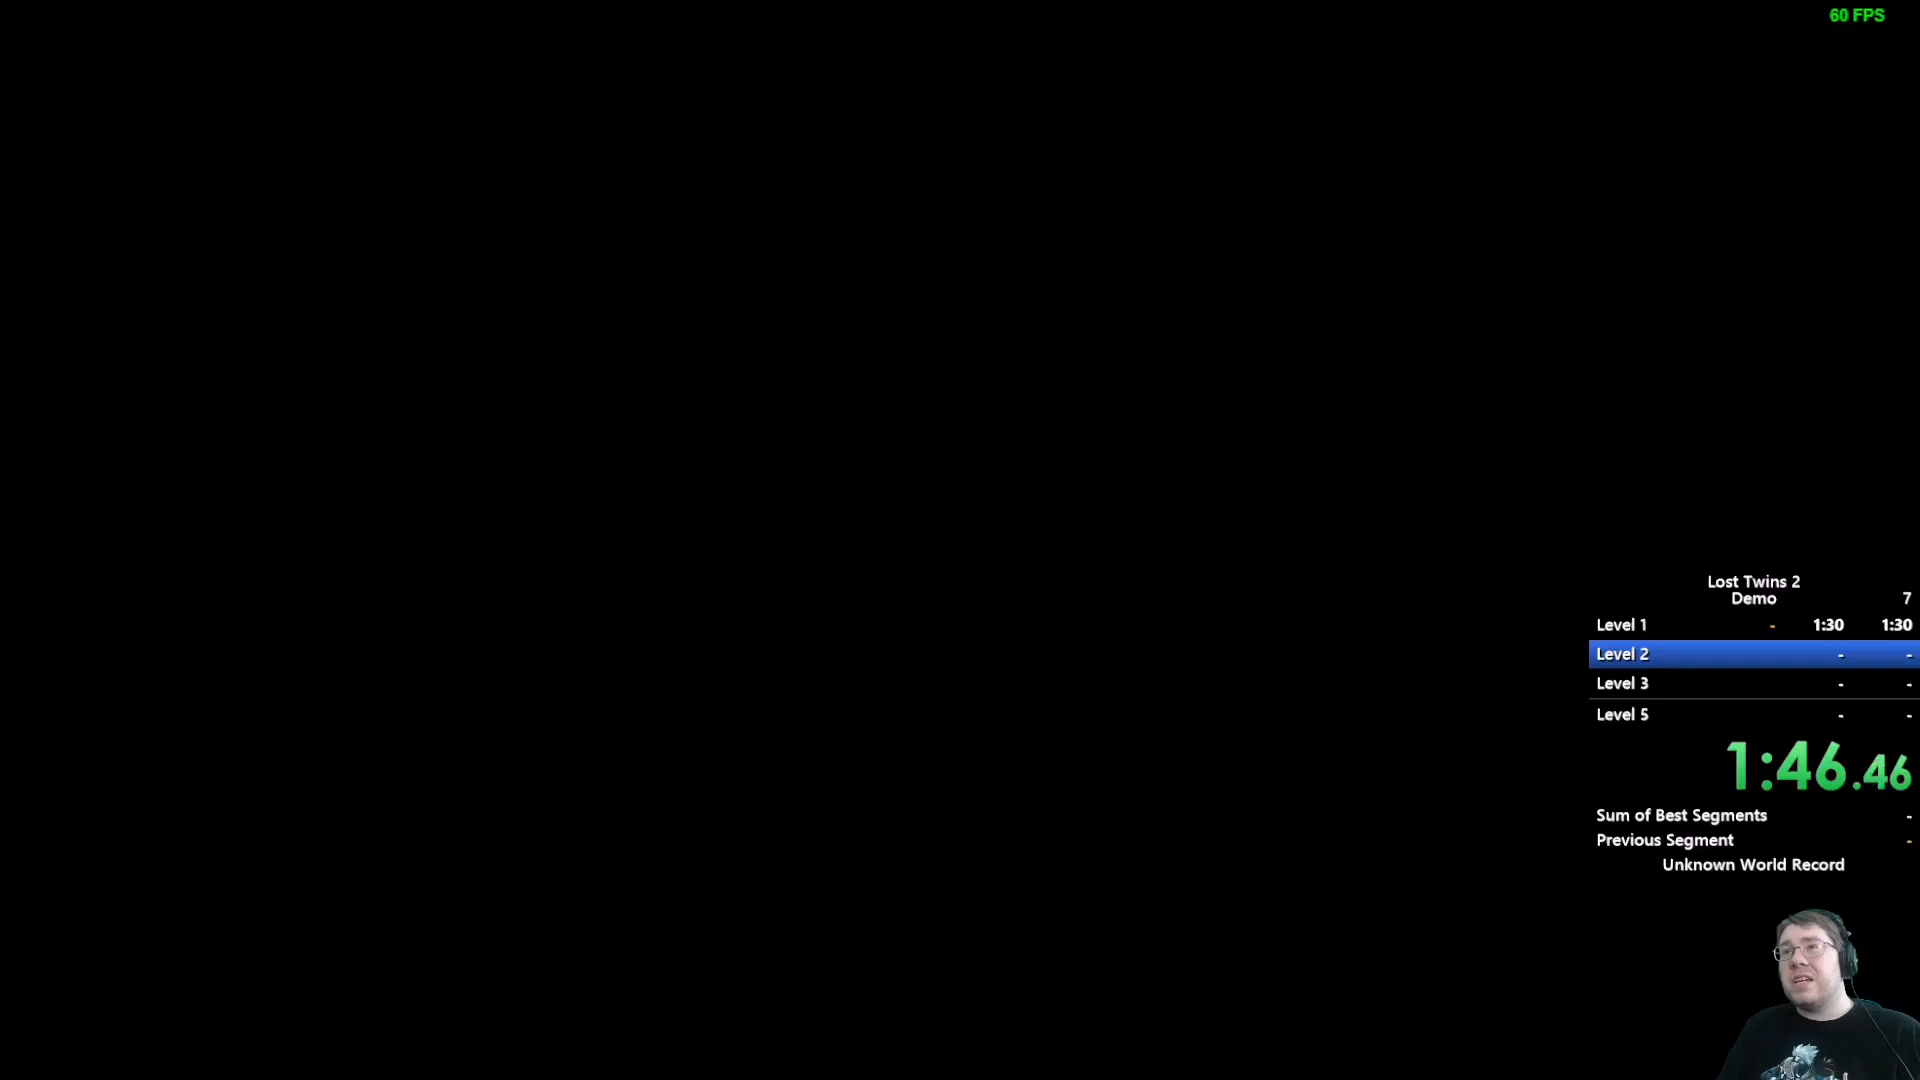 60 FPS
Lost Twins 2
Demo 7
Level 1 - 1:30 1:30
Level 2 - -
Level 3 - -
Level 5 - -
1:46.46
Sum of Best Segments -
Previous Segment -
Unknown World Record